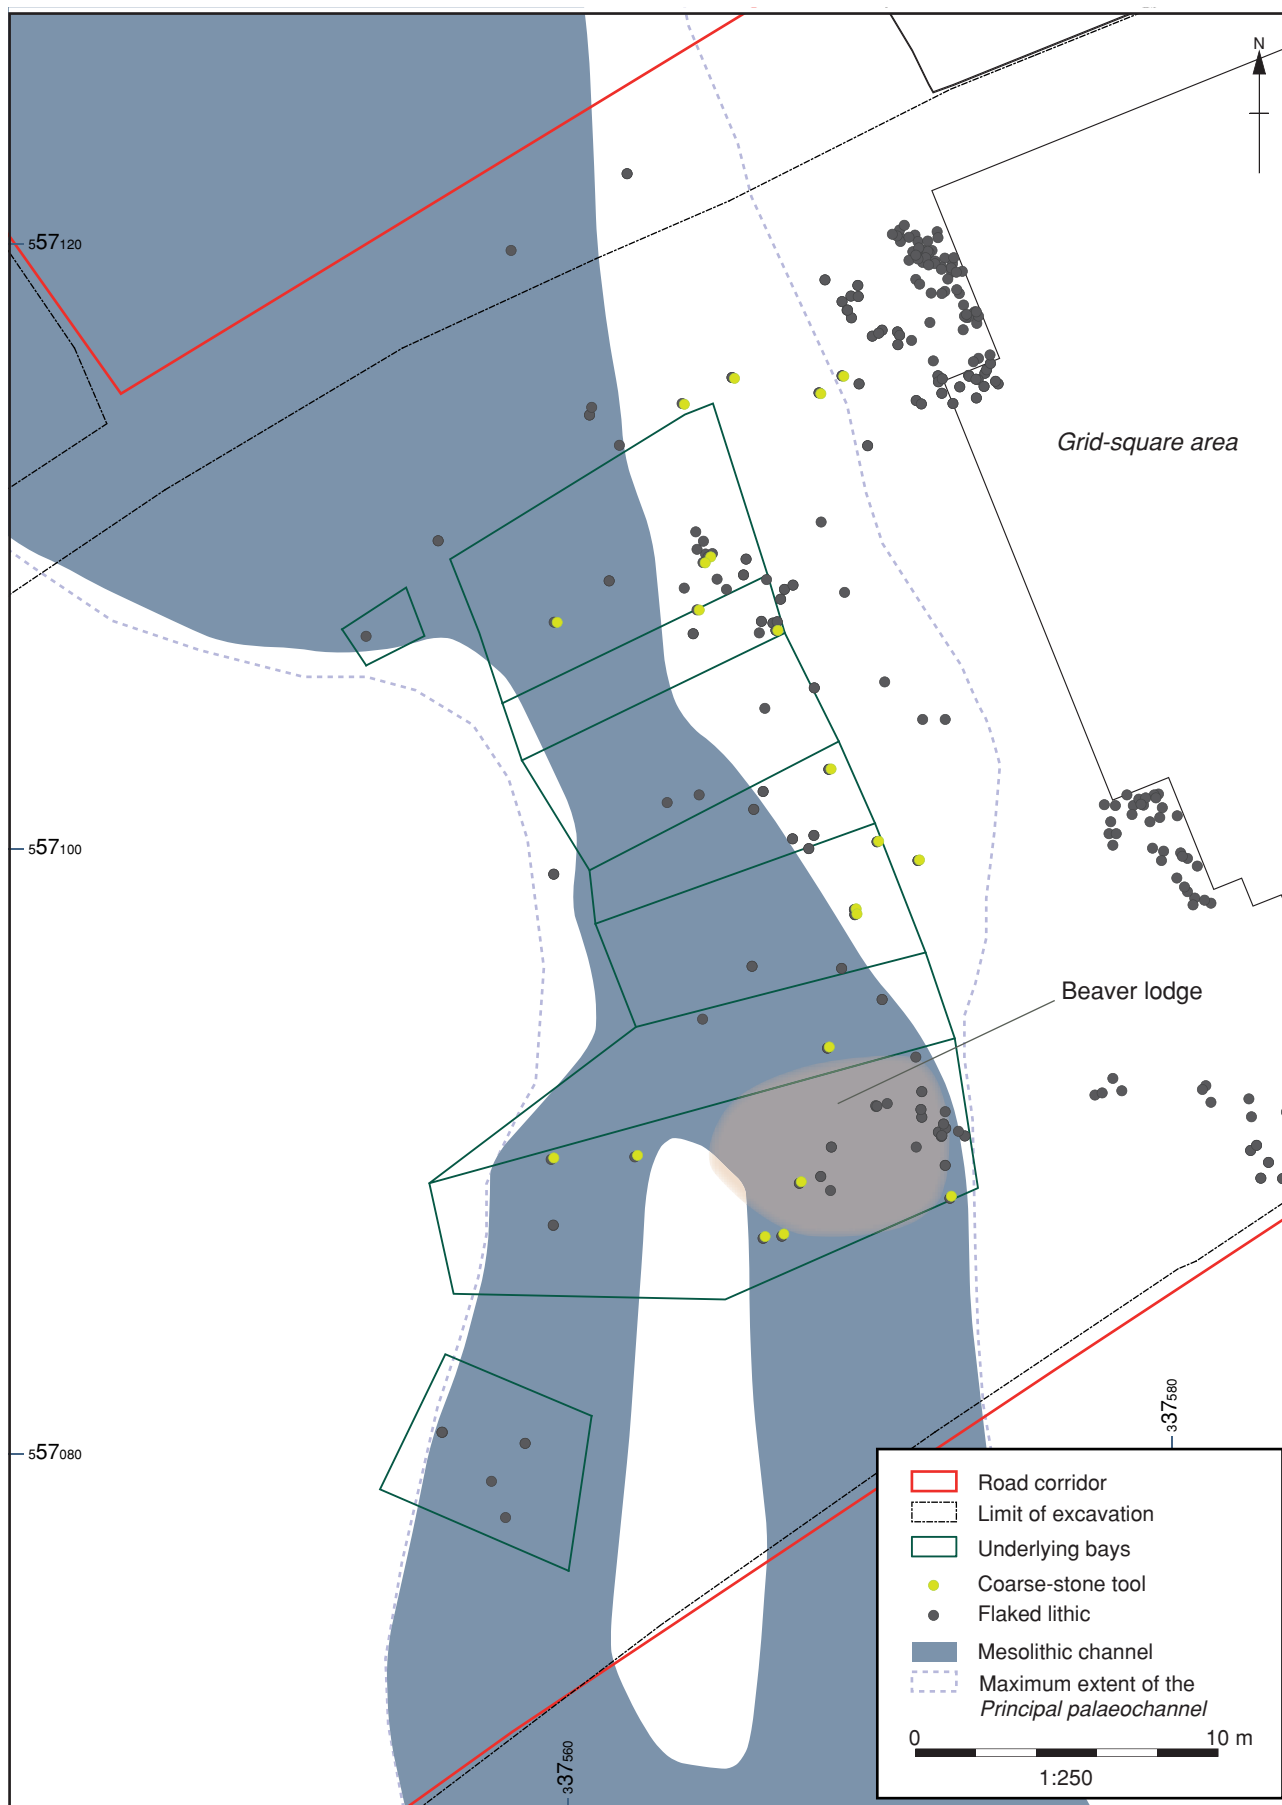 N
557120
Grid-square area
557100
Beaver lodge
557080
337580
337560
Road corridor
Limit of excavation
Underlying bays
Coarse-stone tool
Flaked lithic
Mesolithic channel
Maximum extent of the
Principal palaeochannel
0 10 m
1:250